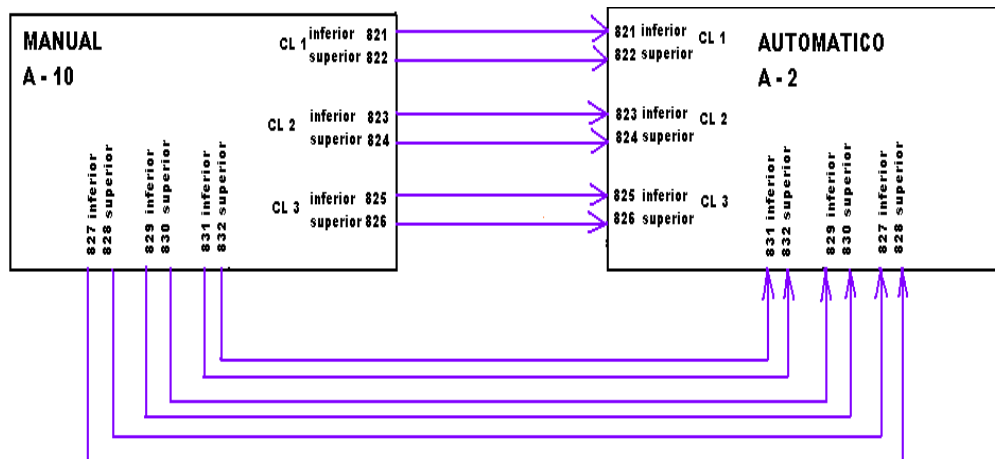 MANUAL
A - 10
CL 1
inferior 821
superior 822
CL 2
inferior 823
superior 824
CL 3
inferior 825
superior 826
827 inferior
828 superior
829 inferior
830 superior
831 inferior
832 superior
AUTOMATICO
A - 2
821 inferior
822 superior
CL 1
823 inferior
824 superior
CL 2
825 inferior
826 superior
CL 3
831 inferior
832 superior
829 inferior
830 superior
827 inferior
828 superior